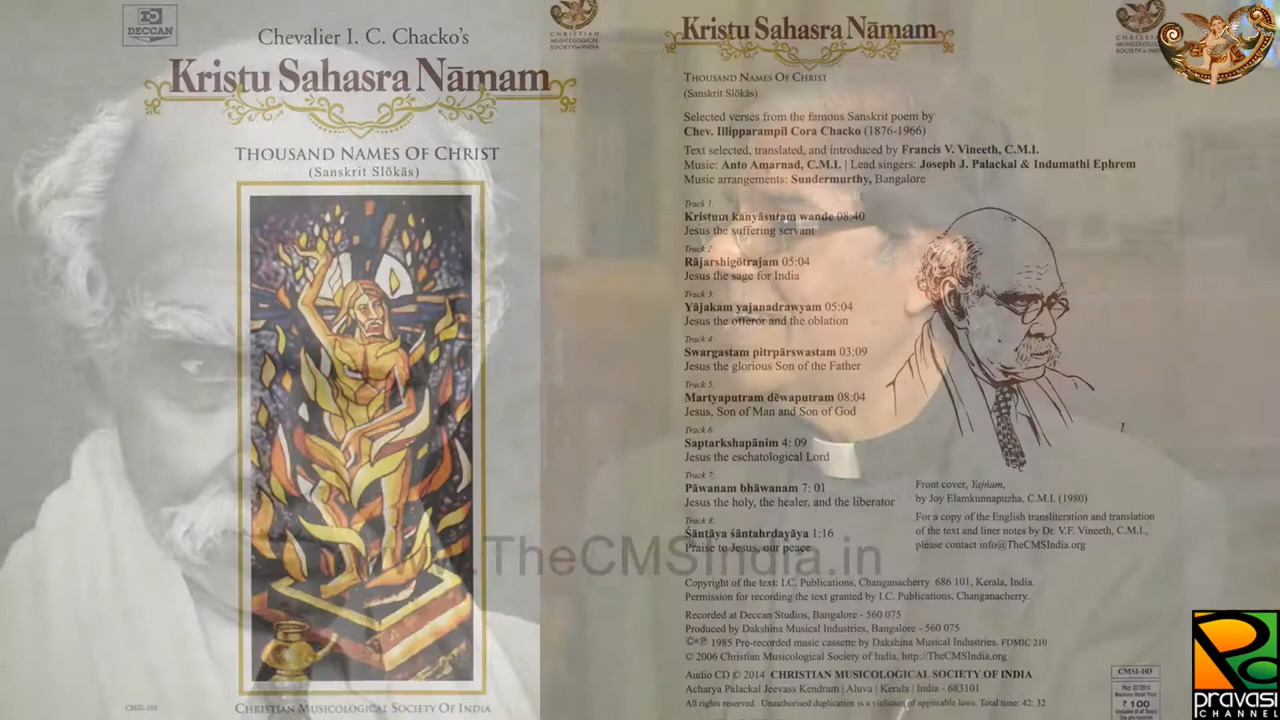 DECCAN
Chevalier I. C. Chacko's
Kristu Sahasra Nāmam
THOUSAND NAMES OF CHRIST
(Sanskrit Slōkās)
CHRISTIAN MUSICOLOGICAL SOCIETY OF INDIA
CHRISTIAN
MUSICOLOGICAL
SOCIETY OF INDIA
Kristu Sahasra Nāmam
THOUSAND NAMES OF CHRIST
(Sanskrit Slōkās)
Selected verses from the famous Sanskrit poem by
Chev. Illipparampil Cora Chacko (1876-1966)
Text selected, translated, and introduced by Francis V. Vineeth, C.M.I.
Music: Anto Amarnad, C.M.I. | Lead singers: Joseph J. Palackal & Indumathi Ephrem
Music arrangements: Sundermurthy, Bangalore
Track 1:
Kristum kanyāsutam wande 08:40
Jesus the suffering servant
Track 2
Rājarshigōtrajam 05:04
Jesus the sage for India
Track 3:
Yājakam yajanadrawyam 05:04
Jesus the offeror and the oblation
Track 4:
Swargastam pitrpārswastam 03:09
Jesus the glorious Son of the Father
Track 5:
Martyaputram dēwaputram 08:04
Jesus, Son of Man and Son of God
Track 6:
Saptarkshapānim 4: 09
Jesus the eschatological Lord
Track 7:
Pāwanam bhāwanam 7: 01
Jesus the holy, the healer, and the liberator
Track 8:
Śāntāya śāntahrdayāya 1:16
Praise to Jesus, our peace
Front cover, Yajñam,
by Joy Elamkunnapuzha, C.M.I. (1980)
For a copy of the English transliteration and translation
of the text and liner notes by Dr. V.F. Vineeth, C.M.I.,
please contact info@TheCMSIndia.org
www.TheCMSIndia.in
Copyright of the text: I.C. Publications, Changanacherry 686 101, Kerala, India.
Permission for recording the text granted by I.C. Publications, Changanacherry.
Recorded at Deccan Studios, Bangalore - 560 075
Produced by Dakshina Musical Industries, Bangalore - 560 075
©+℗ 1985 Pre-recorded music cassette by Dakshina Musical Industries. FDMIC 210
© 2006 Christian Musicological Society of India, http://TheCMSIndia.org
Audio CD © 2014 CHRISTIAN MUSICOLOGICAL SOCIETY OF INDIA
Acharya Palackal Jeevass Kendram | Aluva | Kerala | India - 683101
All rights reserved. Unauthorised duplication is a violation of applicable laws. Total time: 42: 32
CMSI-103
₹ 100
pravasi
CHANNEL